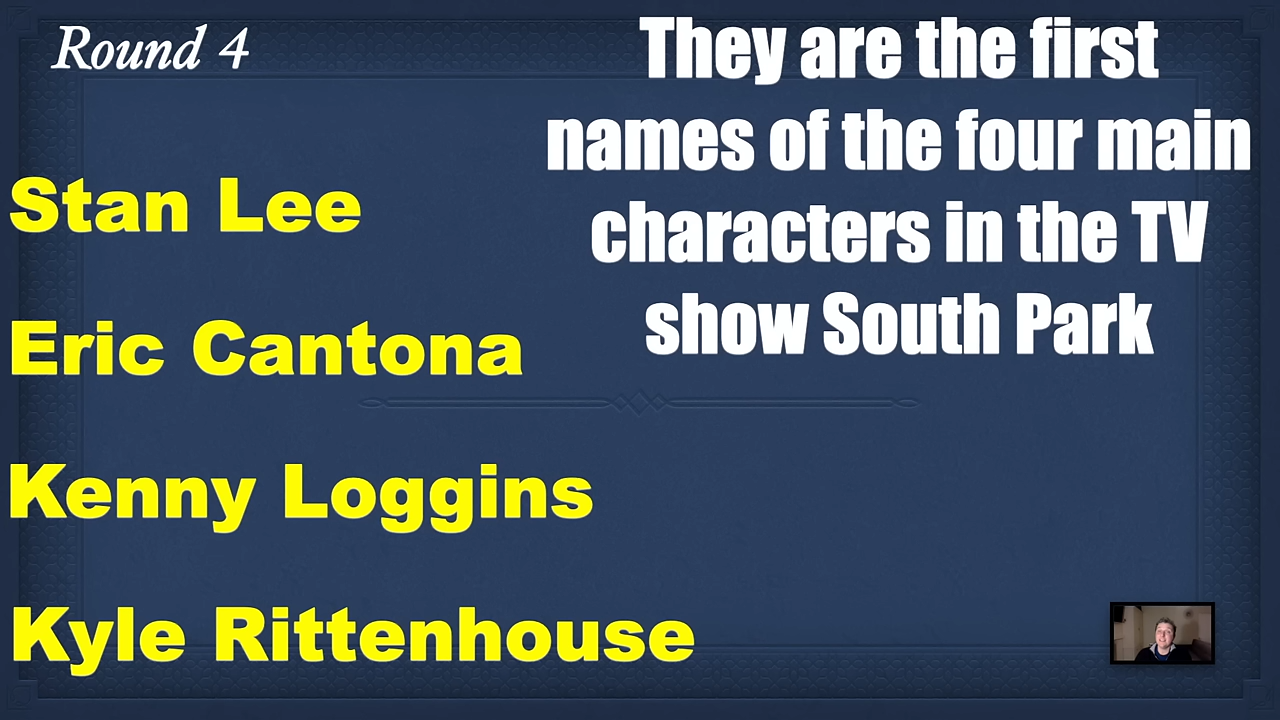 Round 4
They are the first
names of the four main
characters in the TV
show South Park
Stan Lee
Eric Cantona
Kenny Loggins
Kyle Rittenhouse